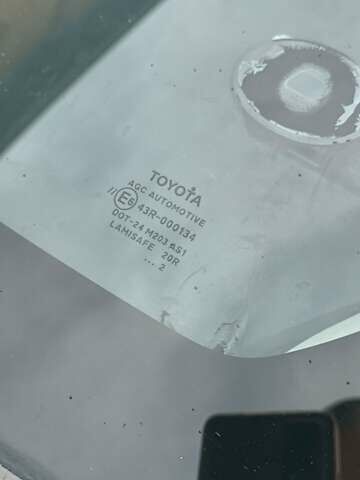 TOYOTA
AGC AUTOMOTIVE
///E6 43R-000134
DOT-24 M203 AS1
LAMISAFE 20R
... 2